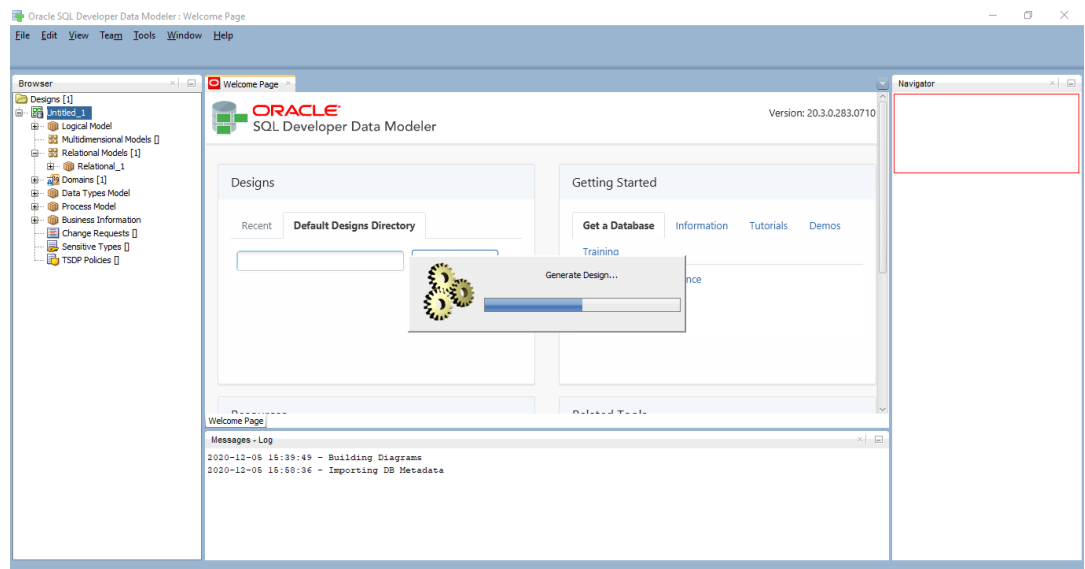 Oracle SQL Developer Data Modeler : Welcome Page
File Edit View Team Tools Window Help
Browser
Designs [1]
Untitled_1
Logical Model
Multidimensional Models []
Relational Models [1]
Relational_1
Domains [1]
Data Types Model
Process Model
Business Information
Change Requests []
Sensitive Types []
TSDP Policies []
Welcome Page
ORACLE
SQL Developer Data Modeler
Version: 20.3.0.283.0710
Designs
Recent Default Designs Directory
Getting Started
Get a Database Information Tutorials Demos
Training
Generate Design...
Related Tools
Welcome Page
Messages - Log
2020-12-05 15:39:49 - Building Diagrams
2020-12-05 15:58:36 - Importing DB Metadata
Navigator